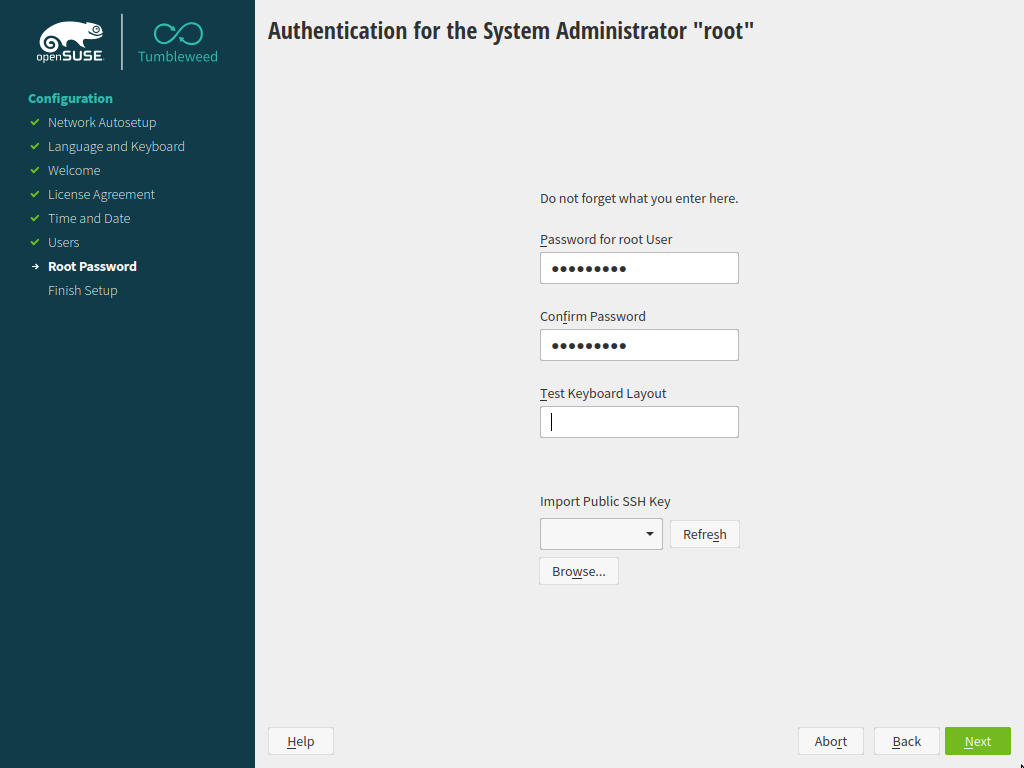 openSUSE
Tumbleweed
Configuration
Network Autosetup
Language and Keyboard
Welcome
License Agreement
Time and Date
Users
Root Password
Finish Setup
Authentication for the System Administrator "root"
Do not forget what you enter here.
Password for root User
●●●●●●●●●
Confirm Password
●●●●●●●●●
Test Keyboard Layout
Import Public SSH Key
Refresh
Browse...
Help Abort Back Next